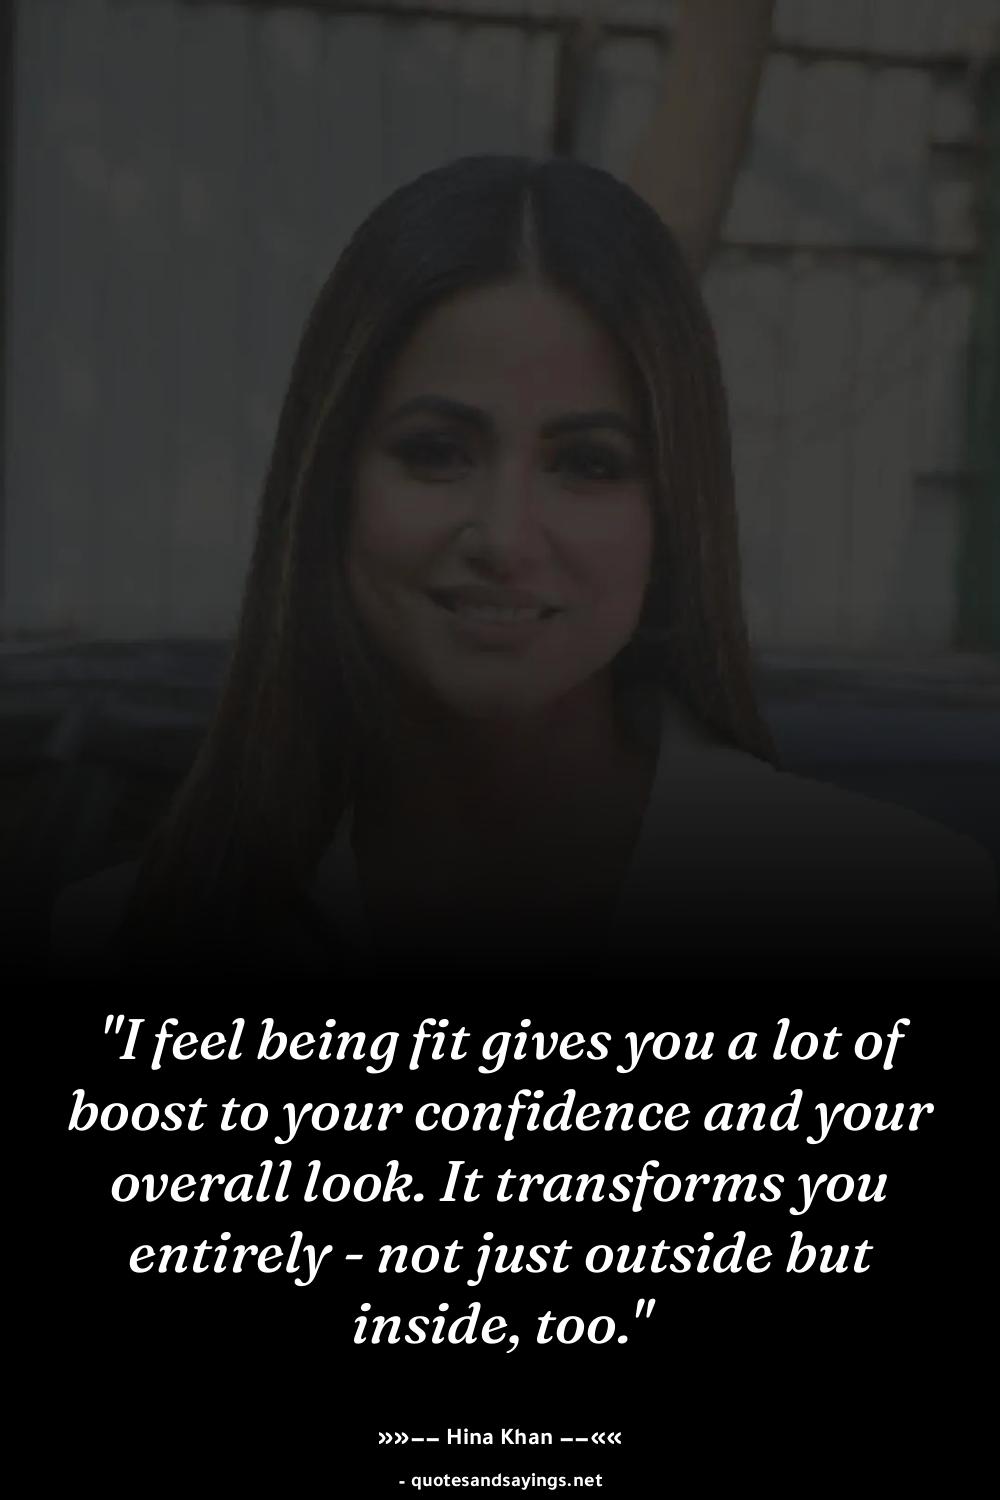 "I feel being fit gives you a lot of
boost to your confidence and your
overall look. It transforms you
entirely - not just outside but
inside, too."
»»–– Hina Khan ––««
- quotesandsayings.net